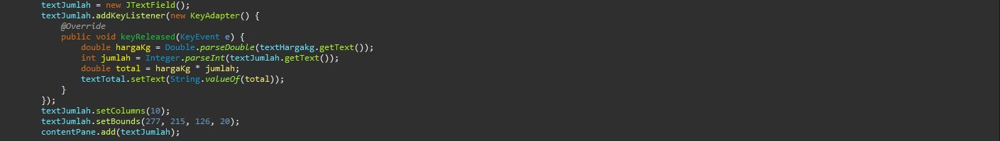 textJumlah = new JTextField();
textJumlah.addKeyListener(new KeyAdapter() {
@Override
public void keyReleased(KeyEvent e) {
double hargaKg = Double.parseDouble(textHargakg.getText());
int jumlah = Integer.parseInt(textJumlah.getText());
double total = hargaKg * jumlah;
textTotal.setText(String.valueOf(total));
}
});
textJumlah.setColumns(10);
textJumlah.setBounds(277, 215, 126, 20);
contentPane.add(textJumlah);